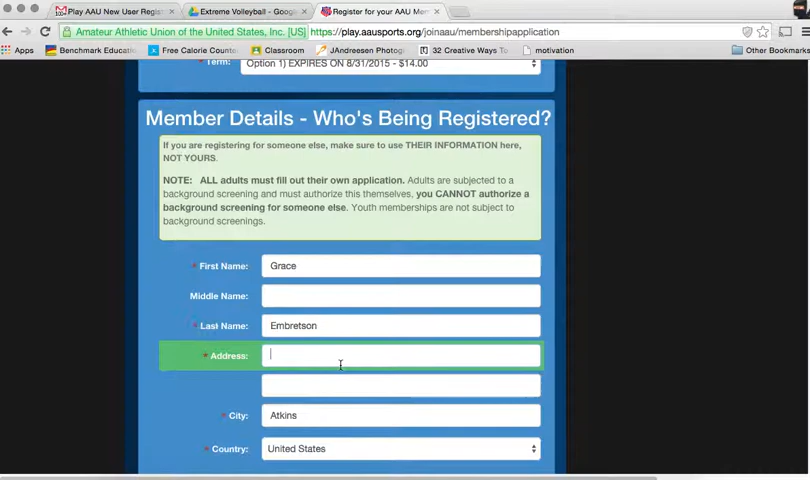 Play AAU New User Regist
Extreme Volleyball - Goog
Register for your AAU Mem
Amateur Athletic Union of the United States, Inc. [US]
https://play.aausports.org/joinaau/membershipapplication
Apps
Benchmark Educatic
Free Calorie Counter
Classroom
JAndreesen Photog
32 Creative Ways To
motivation
Other Bookmarks
* Term: Option 1) EXPIRES ON 8/31/2015 - $14.00
Member Details - Who's Being Registered?
If you are registering for someone else, make sure to use THEIR INFORMATION here,
NOT YOURS.
NOTE: ALL adults must fill out their own application. Adults are subjected to a
background screening and must authorize this themselves, you CANNOT authorize a
background screening for someone else. Youth memberships are not subject to
background screenings.
* First Name: Grace
Middle Name:
* Last Name: Embretson
* Address:
* City: Atkins
* Country: United States